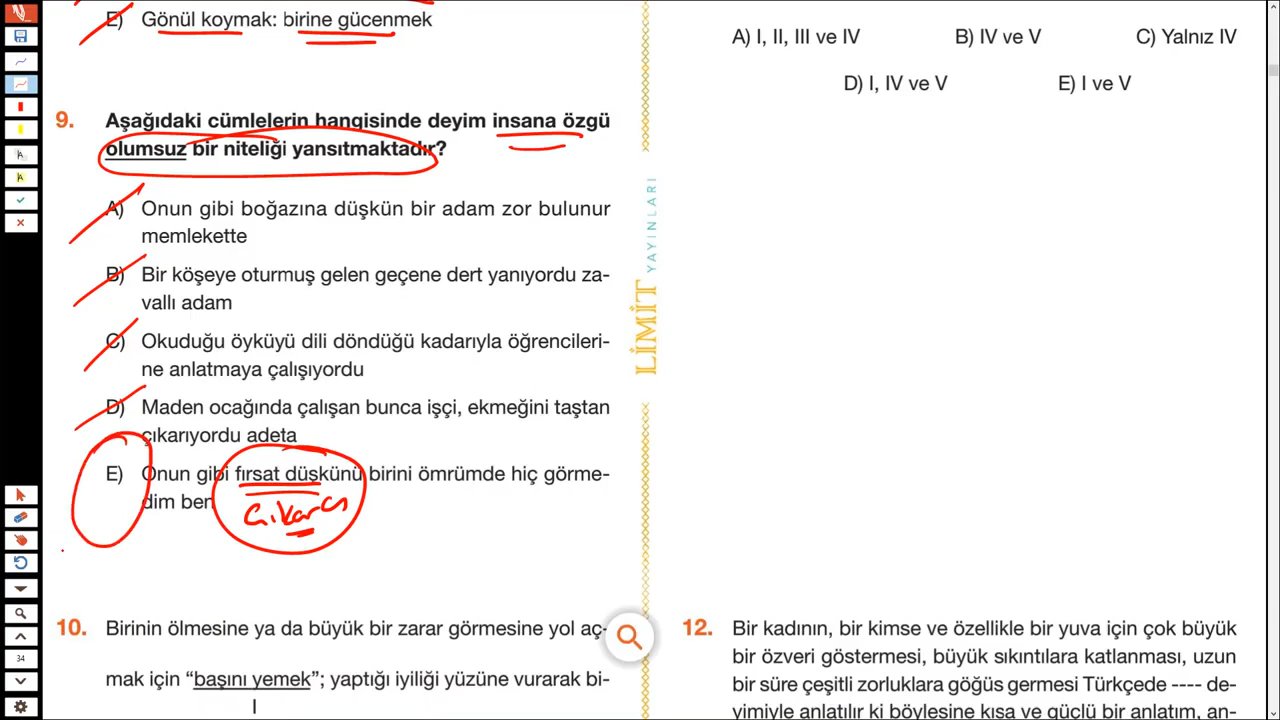 E) Gönül koymak: birine gücenmek
9. Aşağıdaki cümlelerin hangisinde deyim insana özgü
olumsuz bir niteliği yansıtmaktadır?
A) Onun gibi boğazına düşkün bir adam zor bulunur
memlekette
B) Bir köşeye oturmuş gelen geçene dert yanıyordu za-
vallı adam
C) Okuduğu öyküyü dili döndüğü kadarıyla öğrencileri-
ne anlatmaya çalışıyordu
D) Maden ocağında çalışan bunca işçi, ekmeğini taştan
çıkarıyordu adeta
E) Onun gibi fırsat düşkünü birini ömrümde hiç görme-
dim ben
Çıkarcı
10. Birinin ölmesine ya da büyük bir zarar görmesine yol aç-
mak için “başını yemek”; yaptığı iyiliği yüzüne vurarak bi-
I
LİMİT YAYINLARI
A) I, II, III ve IV B) IV ve V C) Yalnız IV
D) I, IV ve V E) I ve V
12. Bir kadının, bir kimse ve özellikle bir yuva için çok büyük
bir özveri göstermesi, büyük sıkıntılara katlanması, uzun
bir süre çeşitli zorluklara göğüs germesi Türkçede ---- de-
yimiyle anlatılır ki böylesine kısa ve güçlü bir anlatım, an-
34